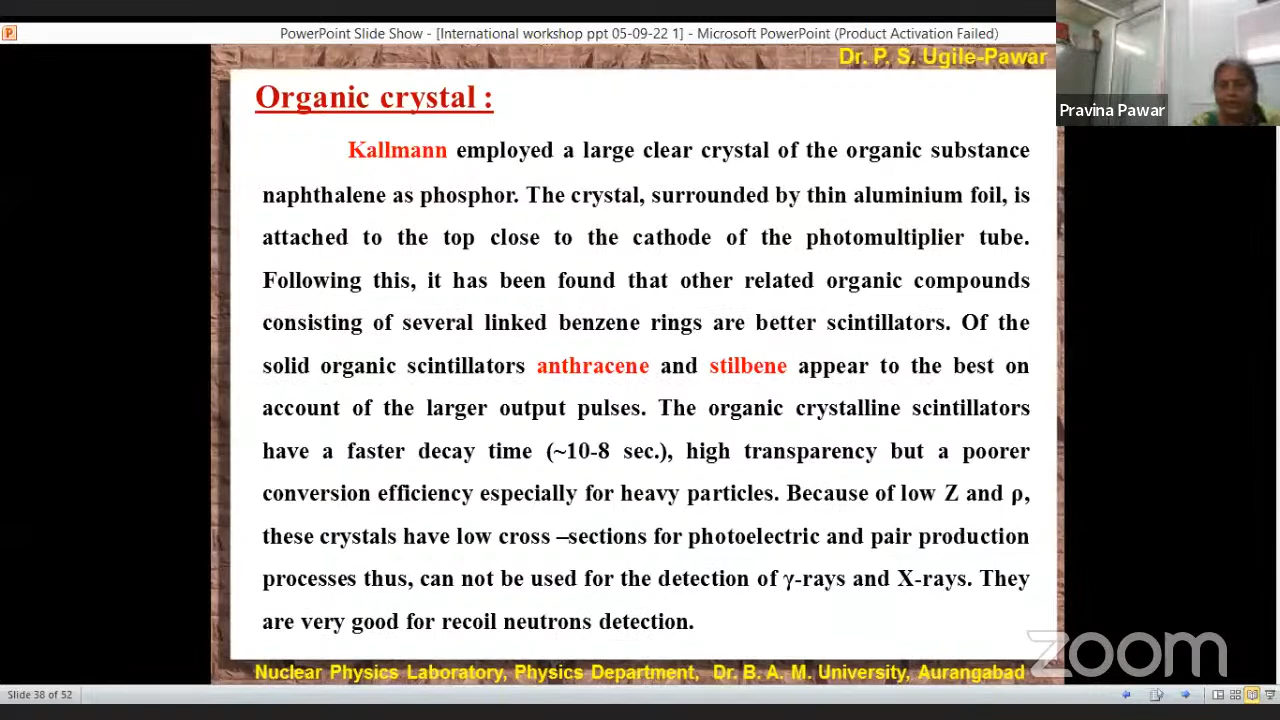 PowerPoint Slide Show - [International workshop ppt 05-09-22 1] - Microsoft PowerPoint (Product Activation Failed)
Dr. P. S. Ugile-Pawar
Pravina Pawar
Organic crystal :
Kallmann employed a large clear crystal of the organic substance
naphthalene as phosphor. The crystal, surrounded by thin aluminium foil, is
attached to the top close to the cathode of the photomultiplier tube.
Following this, it has been found that other related organic compounds
consisting of several linked benzene rings are better scintillators. Of the
solid organic scintillators anthracene and stilbene appear to the best on
account of the larger output pulses. The organic crystalline scintillators
have a faster decay time (~10-8 sec.), high transparency but a poorer
conversion efficiency especially for heavy particles. Because of low Z and ρ,
these crystals have low cross –sections for photoelectric and pair production
processes thus, can not be used for the detection of γ-rays and X-rays. They
are very good for recoil neutrons detection.
zoom
Nuclear Physics Laboratory, Physics Department, Dr. B. A. M. University, Aurangabad
Slide 38 of 52